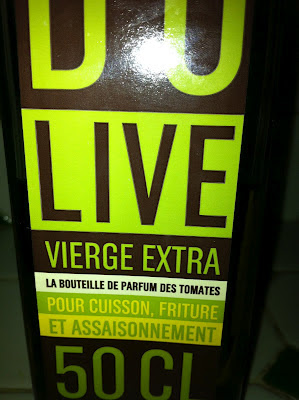 D'O
LIVE
VIERGE EXTRA
LA BOUTEILLE DE PARFUM DES TOMATES
POUR CUISSON, FRITURE
ET ASSAISONNEMENT
50 CL